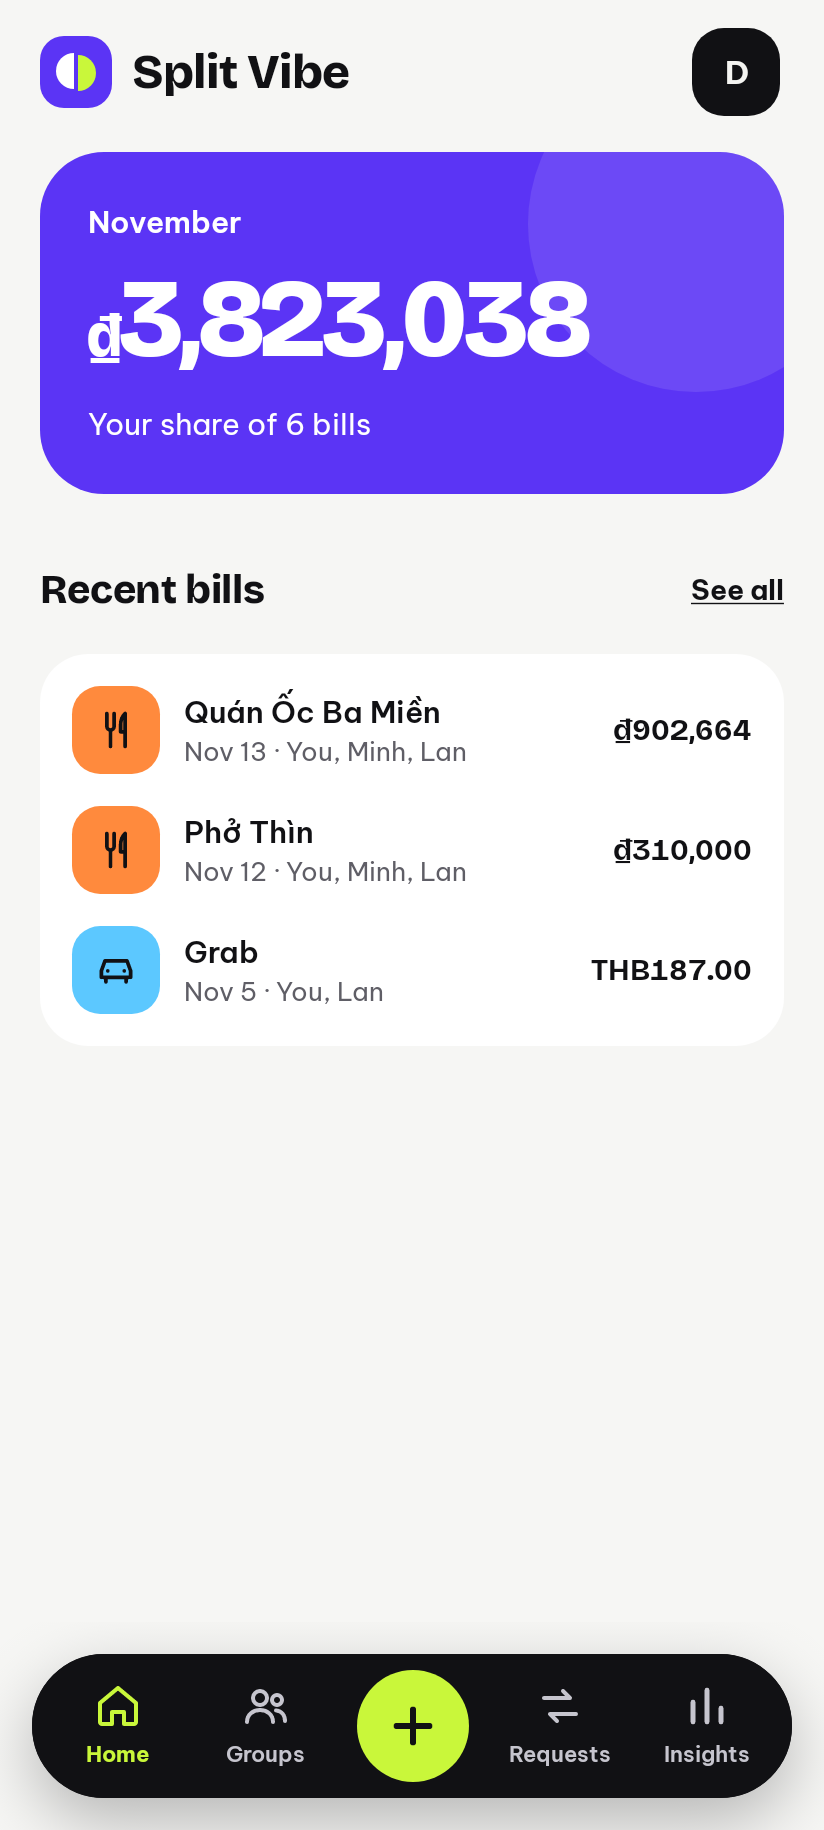 Split Vibe
D
November
₫3,823,038
Your share of 6 bills
Recent bills
See all
Quán Ốc Ba Miền
Nov 13 · You, Minh, Lan
₫902,664
Phở Thìn
Nov 12 · You, Minh, Lan
₫310,000
Grab
Nov 5 · You, Lan
THB187.00
Home
Groups
Requests
Insights